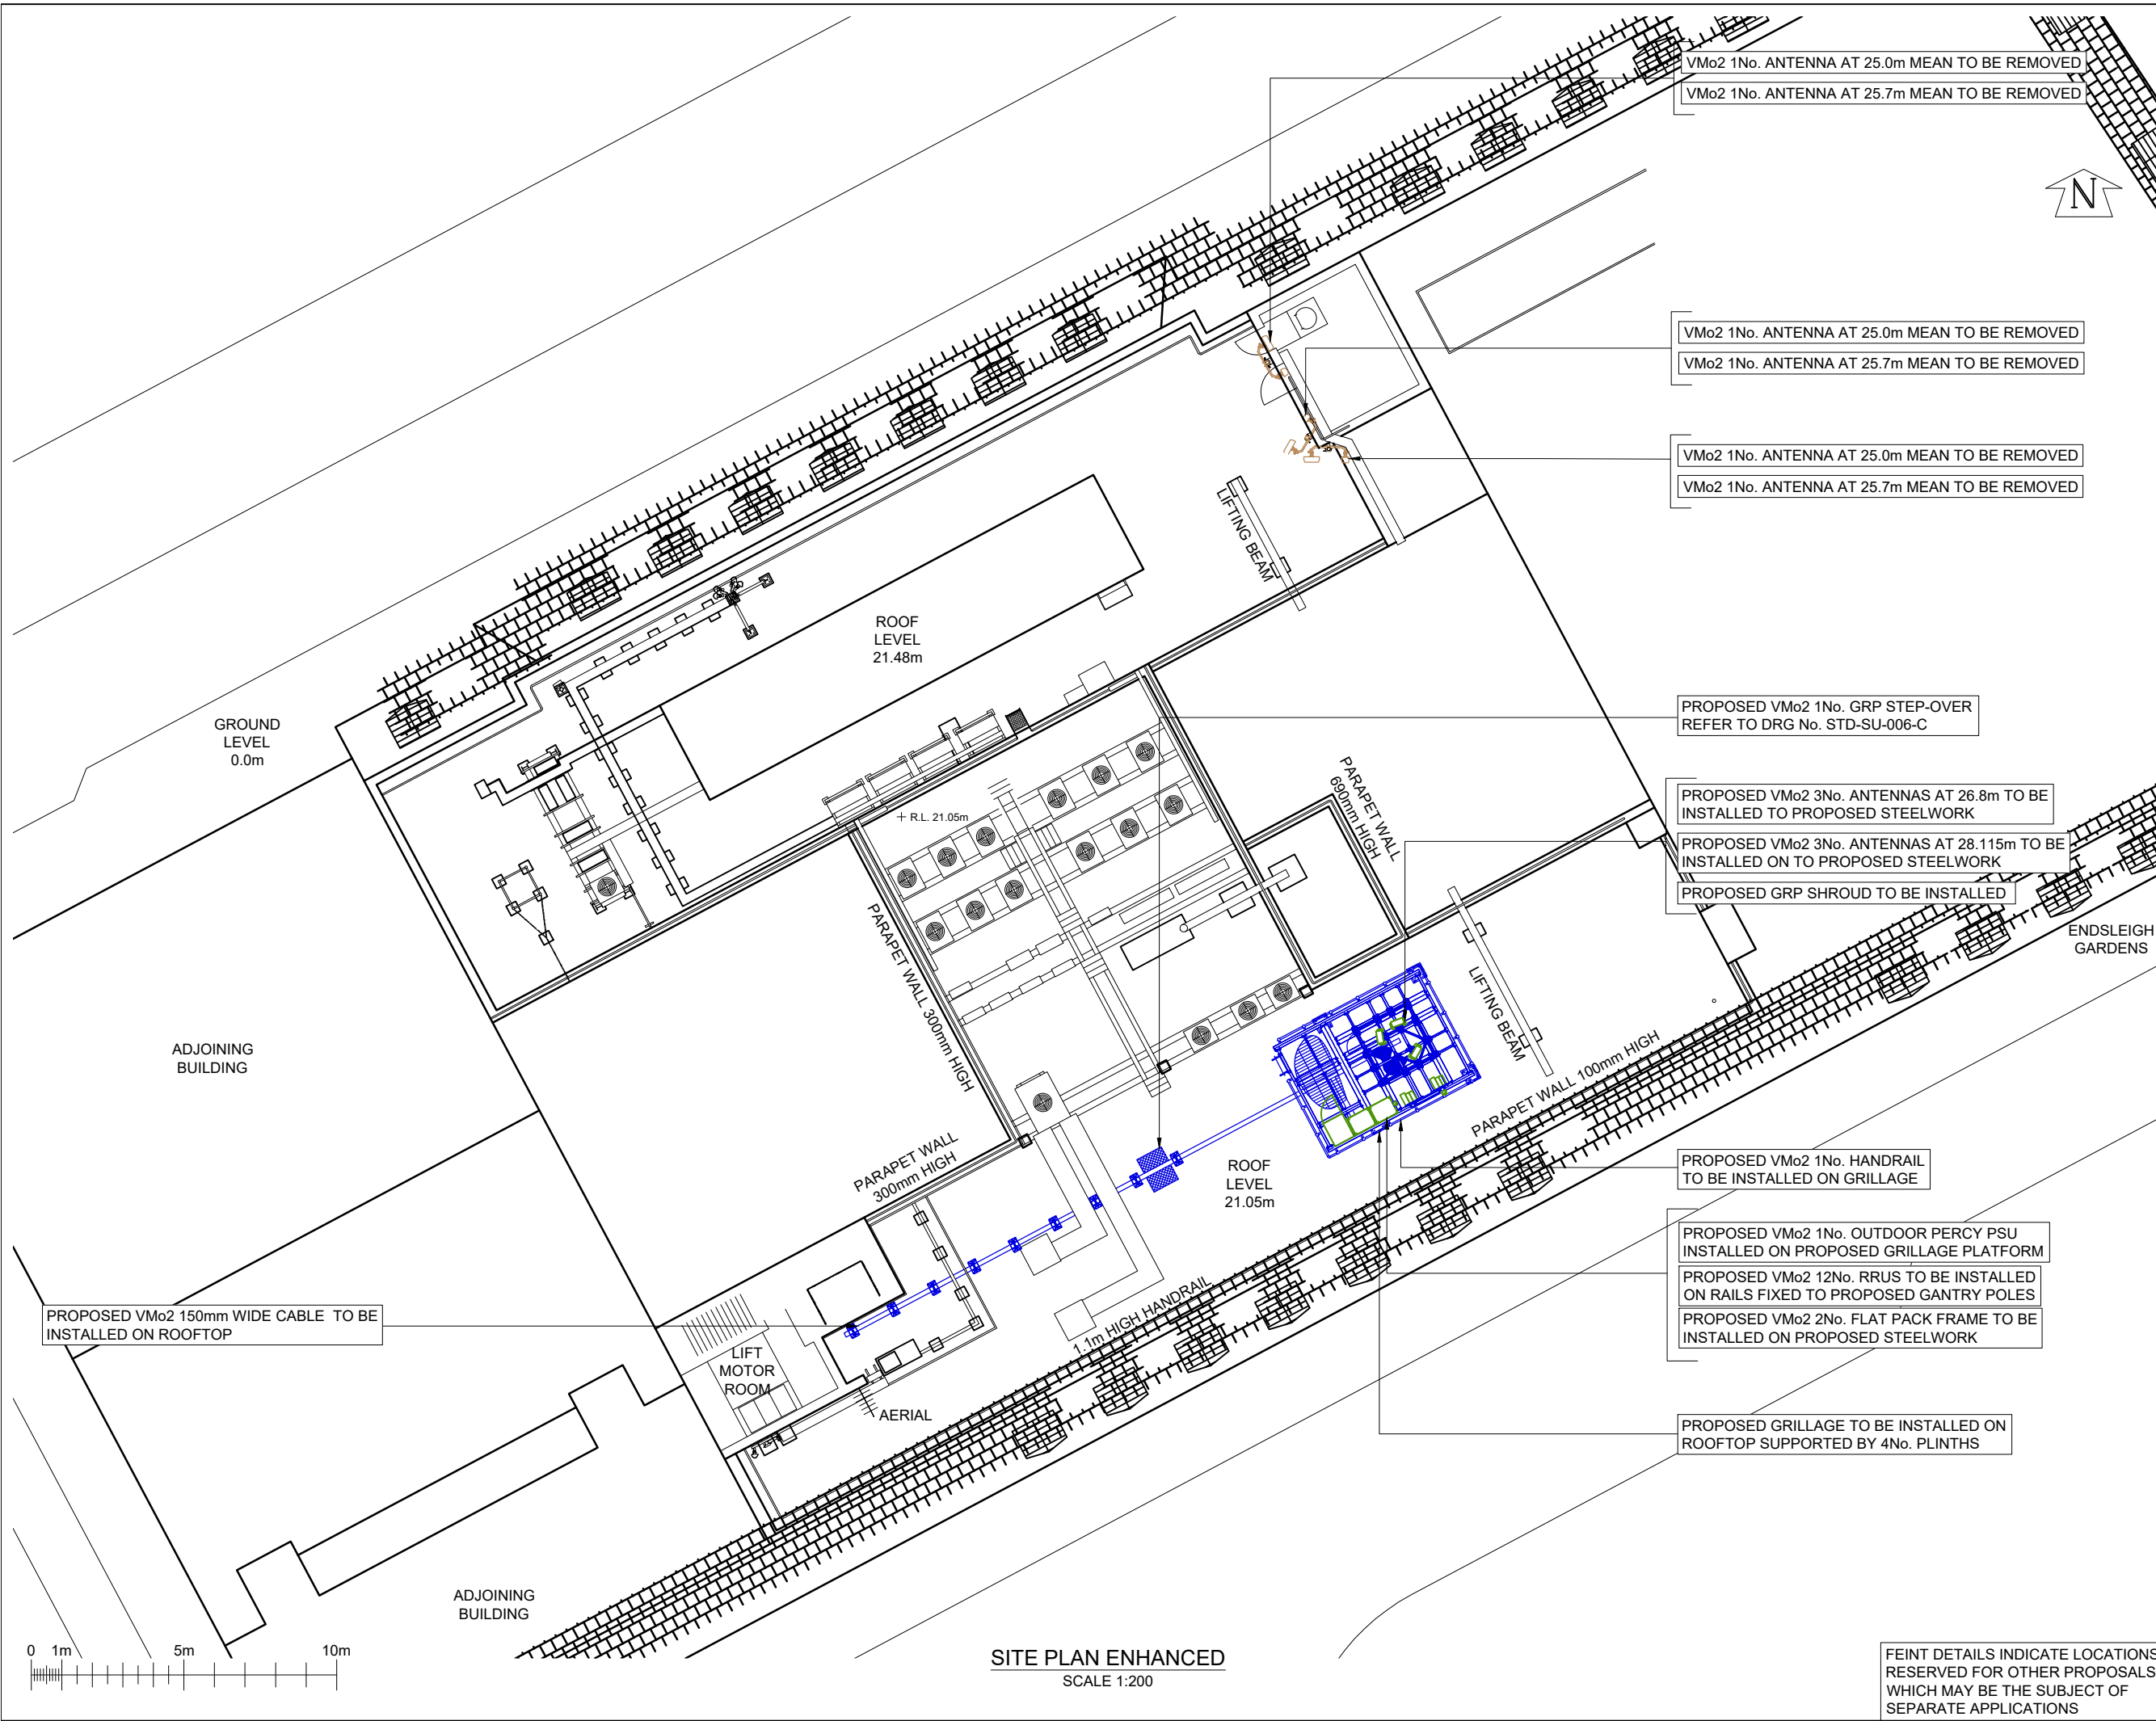 VMo2 1No. ANTENNA AT 25.0m MEAN TO BE REMOVED
VMo2 1No. ANTENNA AT 25.7m MEAN TO BE REMOVED
N
VMo2 1No. ANTENNA AT 25.0m MEAN TO BE REMOVED
VMo2 1No. ANTENNA AT 25.7m MEAN TO BE REMOVED
VMo2 1No. ANTENNA AT 25.0m MEAN TO BE REMOVED
VMo2 1No. ANTENNA AT 25.7m MEAN TO BE REMOVED
LIFTING BEAM
ROOF
LEVEL
21.48m
GROUND
LEVEL
0.0m
PROPOSED VMo2 1No. GRP STEP-OVER
REFER TO DRG No. STD-SU-006-C
PARAPET WALL
690mm HIGH
R.L. 21.05m
PROPOSED VMo2 3No. ANTENNAS AT 26.8m TO BE
INSTALLED TO PROPOSED STEELWORK
PROPOSED VMo2 3No. ANTENNAS AT 28.115m TO BE
INSTALLED ON TO PROPOSED STEELWORK
PROPOSED GRP SHROUD TO BE INSTALLED
ENDSLEIGH
GARDENS
PARAPET WALL 300mm HIGH
LIFTING BEAM
ADJOINING
BUILDING
PARAPET WALL 100mm HIGH
PARAPET WALL
300mm HIGH
ROOF
LEVEL
21.05m
PROPOSED VMo2 1No. HANDRAIL
TO BE INSTALLED ON GRILLAGE
PROPOSED VMo2 1No. OUTDOOR PERCY PSU
INSTALLED ON PROPOSED GRILLAGE PLATFORM
PROPOSED VMo2 12No. RRUS TO BE INSTALLED
ON RAILS FIXED TO PROPOSED GANTRY POLES
PROPOSED VMo2 2No. FLAT PACK FRAME TO BE
INSTALLED ON PROPOSED STEELWORK
PROPOSED VMo2 150mm WIDE CABLE TO BE
INSTALLED ON ROOFTOP
1.1m HIGH HANDRAIL
LIFT
MOTOR
ROOM
AERIAL
PROPOSED GRILLAGE TO BE INSTALLED ON
ROOFTOP SUPPORTED BY 4No. PLINTHS
ADJOINING
BUILDING
0 1m 5m 10m
SITE PLAN ENHANCED
SCALE 1:200
FEINT DETAILS INDICATE LOCATIONS
RESERVED FOR OTHER PROPOSALS
WHICH MAY BE THE SUBJECT OF
SEPARATE APPLICATIONS